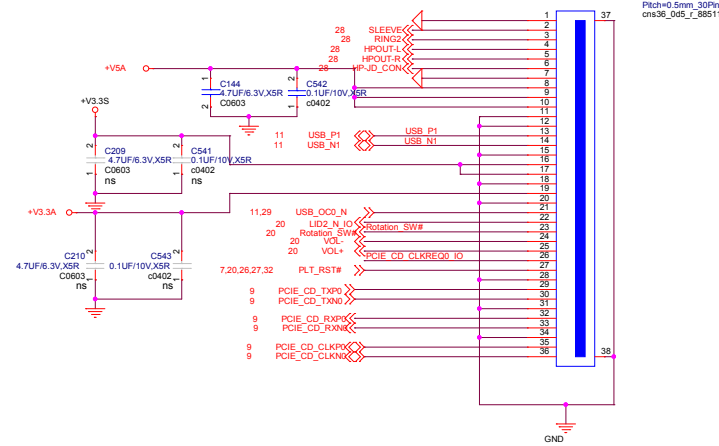 Pitch=0.5mm_30Pin
cns36_0d5_r_88511
1
37
28 SLEEVE 2
28 RING2 3
28 HPOUT-L 4
28 HPOUT-R 5
28 HP-JD_CON 6
+V5A
7
8
9
10
C144
4.7UF/6.3V,X5R
C0603
C542
0.1UF/10V,X5R
c0402
+V3.3S
11
12
11 USB_P1 USB_P1 13
11 USB_N1 USB_N1 14
15
16
17
18
C209
4.7UF/6.3V,X5R
C0603
ns
C541
0.1UF/10V,X5R
c0402
ns
19
20
+V3.3A
11,29 USB_OC0_N 21
20 LID2_N_IO 22
20 Rotation_SW# Rotation_SW# 23
20 VOL- 24
20 VOL+ 25
PCIE_CD_CLKREQ0_IO 26
7,20,26,27,32 PLT_RST# 27
C210
4.7UF/6.3V,X5R
C0603
ns
C543
0.1UF/10V,X5R
c0402
ns
28
9 PCIE_CD_TXP0 29
9 PCIE_CD_TXN0 30
31
9 PCIE_CD_RXP0 32
9 PCIE_CD_RXN0 33
34
9 PCIE_CD_CLKP0 35
9 PCIE_CD_CLKN0 36
38
GND